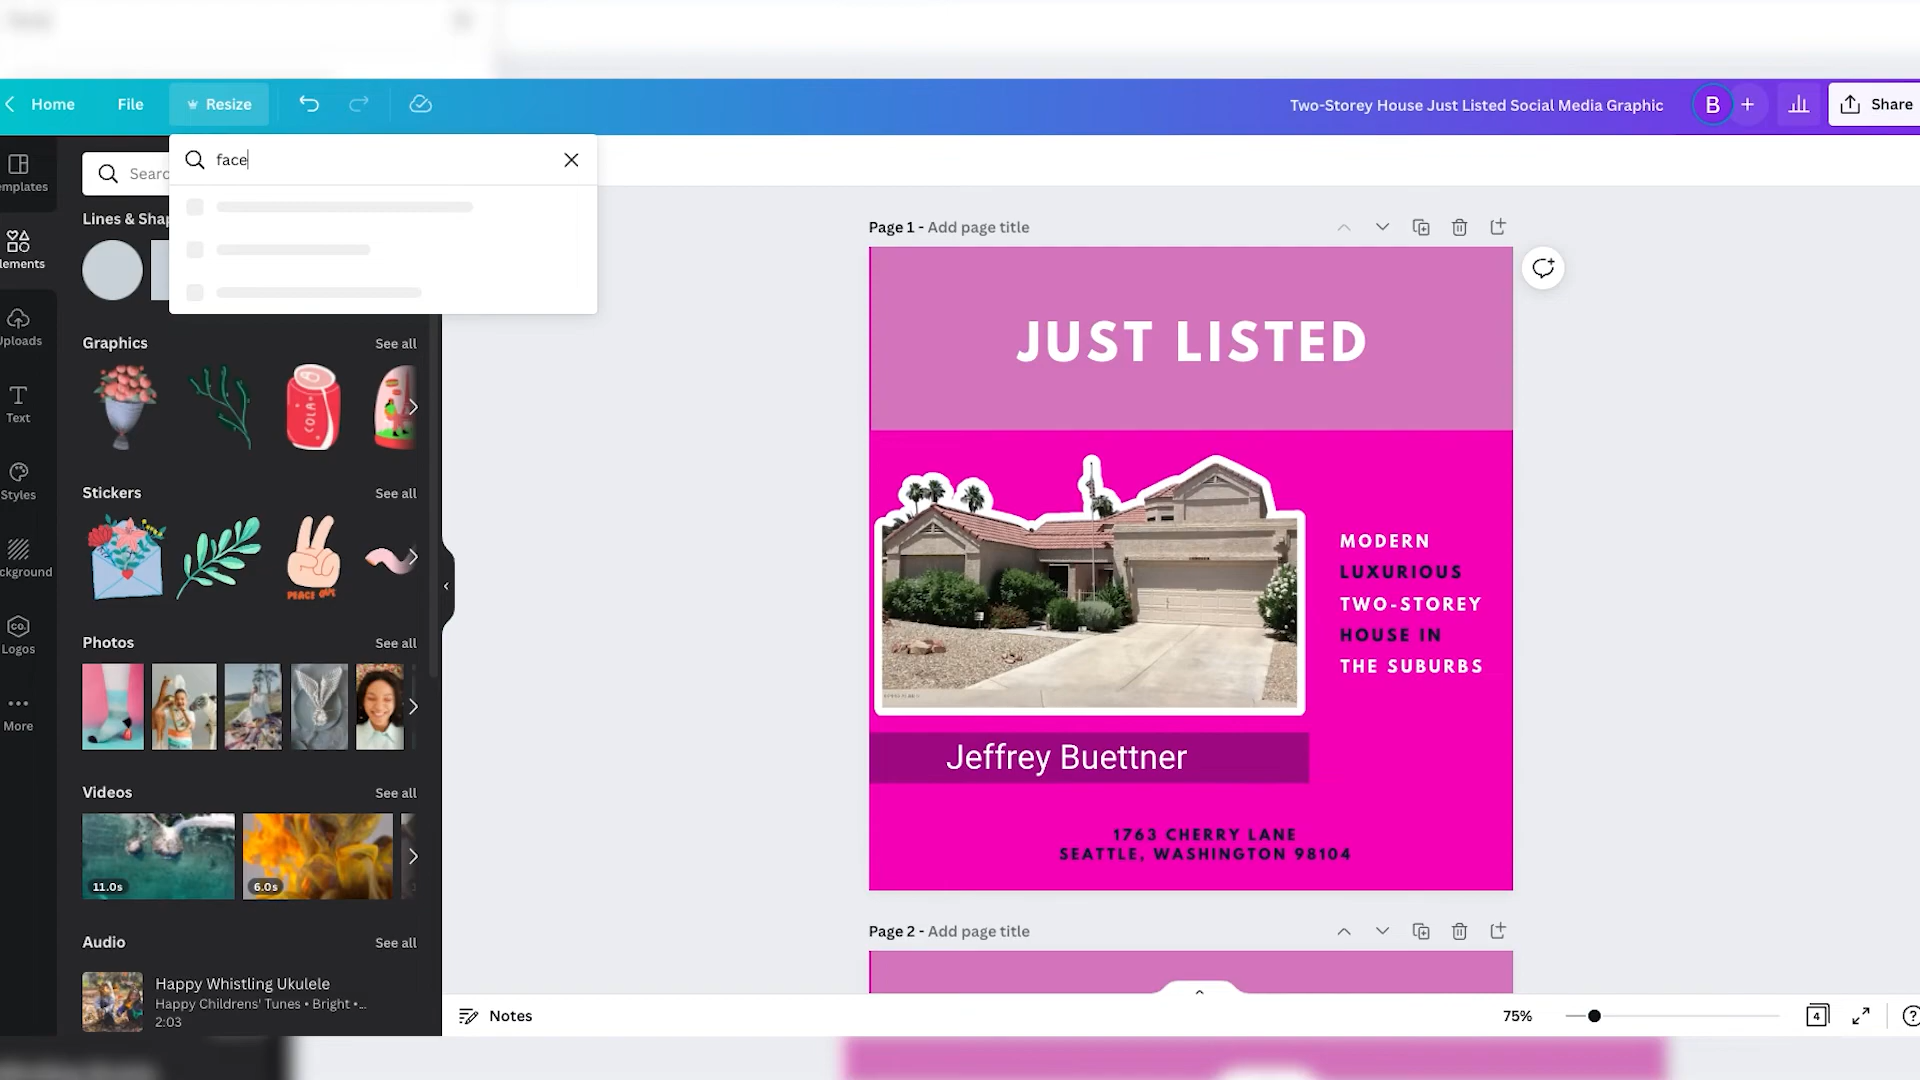 Home
File
Resize
Two-Storey House Just Listed Social Media Graphic
B
Share
face
Searc
emplates
lements
ploads
Text
Styles
ckground
co.
Logos
More
Lines & Shap
Graphics
See all
COLA
Stickers
See all
PEACE OUT
Photos
See all
Videos
See all
11.0s
6.0s
Audio
See all
Happy Whistling Ukulele
Happy Childrens' Tunes • Bright •...
2:03
Page 1 - Add page title
JUST LISTED
MODERN
LUXURIOUS
TWO-STOREY
HOUSE IN
THE SUBURBS
Jeffrey Buettner
1763 CHERRY LANE
SEATTLE, WASHINGTON 98104
Page 2 - Add page title
Notes
75%
4
?